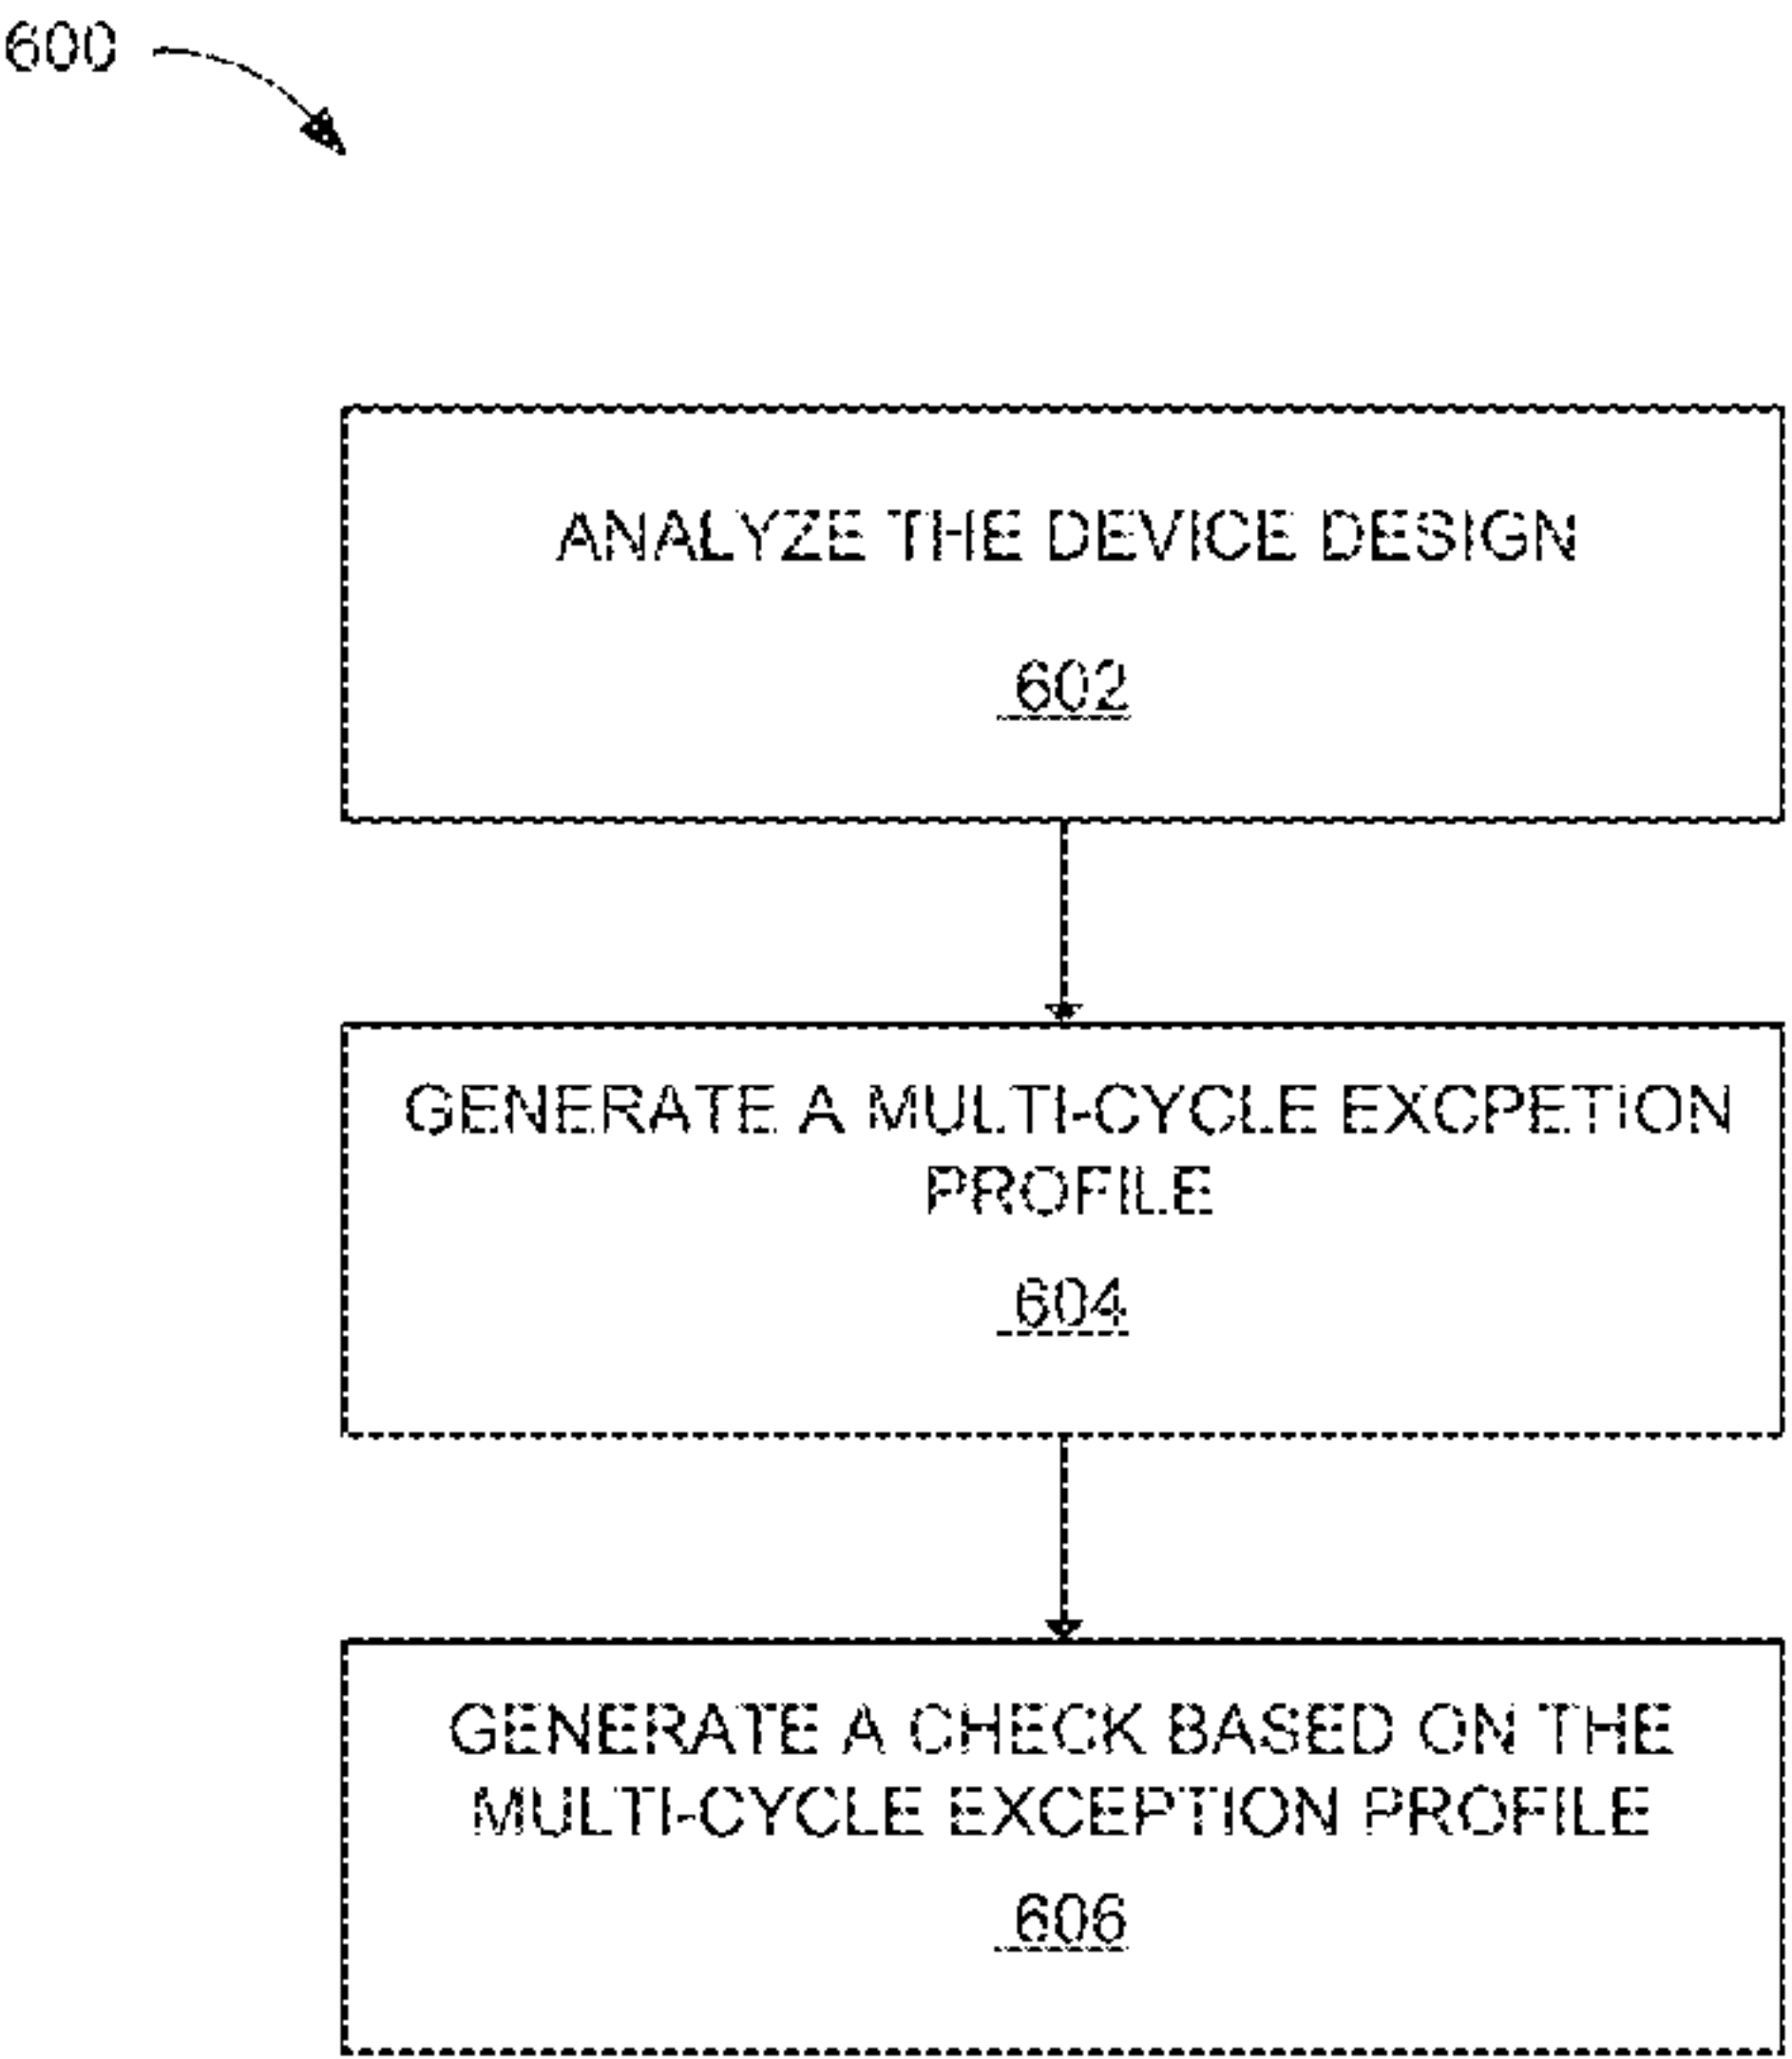 600
ANALYZE THE DEVICE DESIGN
602
GENERATE A MULTI-CYCLE EXCPETION
PROFILE
604
GENERATE A CHECK BASED ON THE
MULTI-CYCLE EXCEPTION PROFILE
606